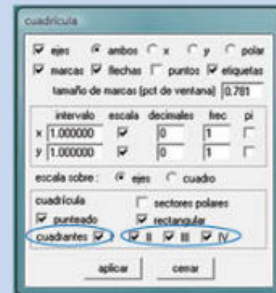 cuadrícula
ejes ambos x y polar
marcas flechas puntos etiquetas
tamaño de marcas (pct de ventana) 0.781
intervalo escala decimales frec pi
x 1.000000 0 1
y 1.000000 0 1
escala sobre: ejes cuadro
cuadrícula sectores polares
punteado rectangular
cuadrantes I II III IV
aplicar cerrar